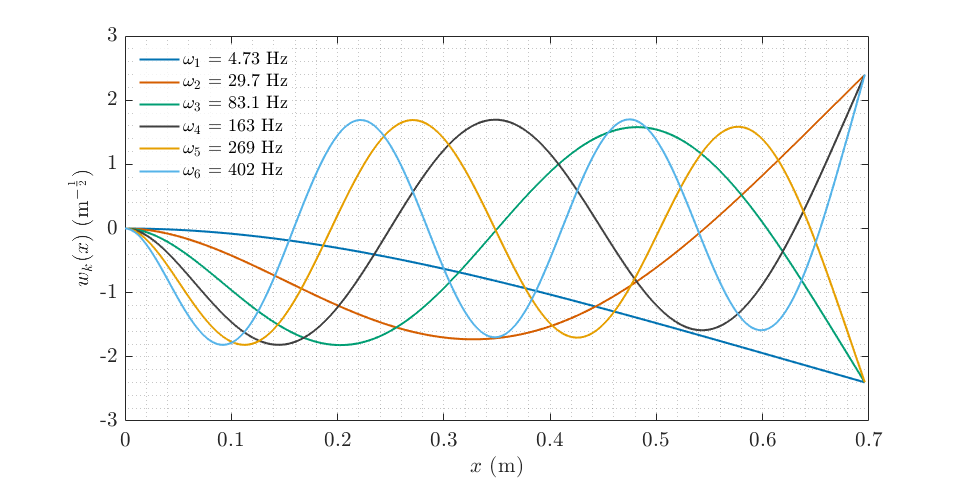 3
2
1
0
-1
-2
-3
w_k(x) (m^{-\frac{1}{2}})
ω₁ = 4.73 Hz
ω₂ = 29.7 Hz
ω₃ = 83.1 Hz
ω₄ = 163 Hz
ω₅ = 269 Hz
ω₆ = 402 Hz
0 0.1 0.2 0.3 0.4 0.5 0.6 0.7
x (m)